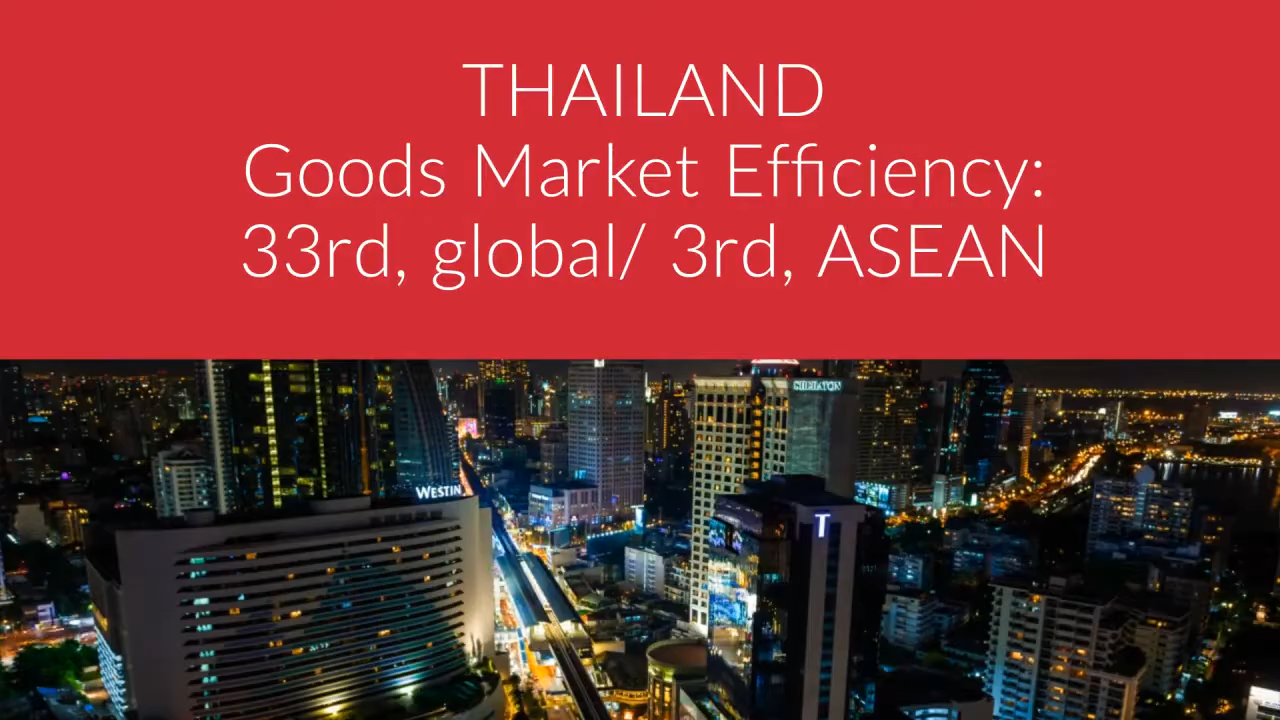 THAILAND
Goods Market Efficiency:
33rd, global/ 3rd, ASEAN
SHERATON
WESTIN
T